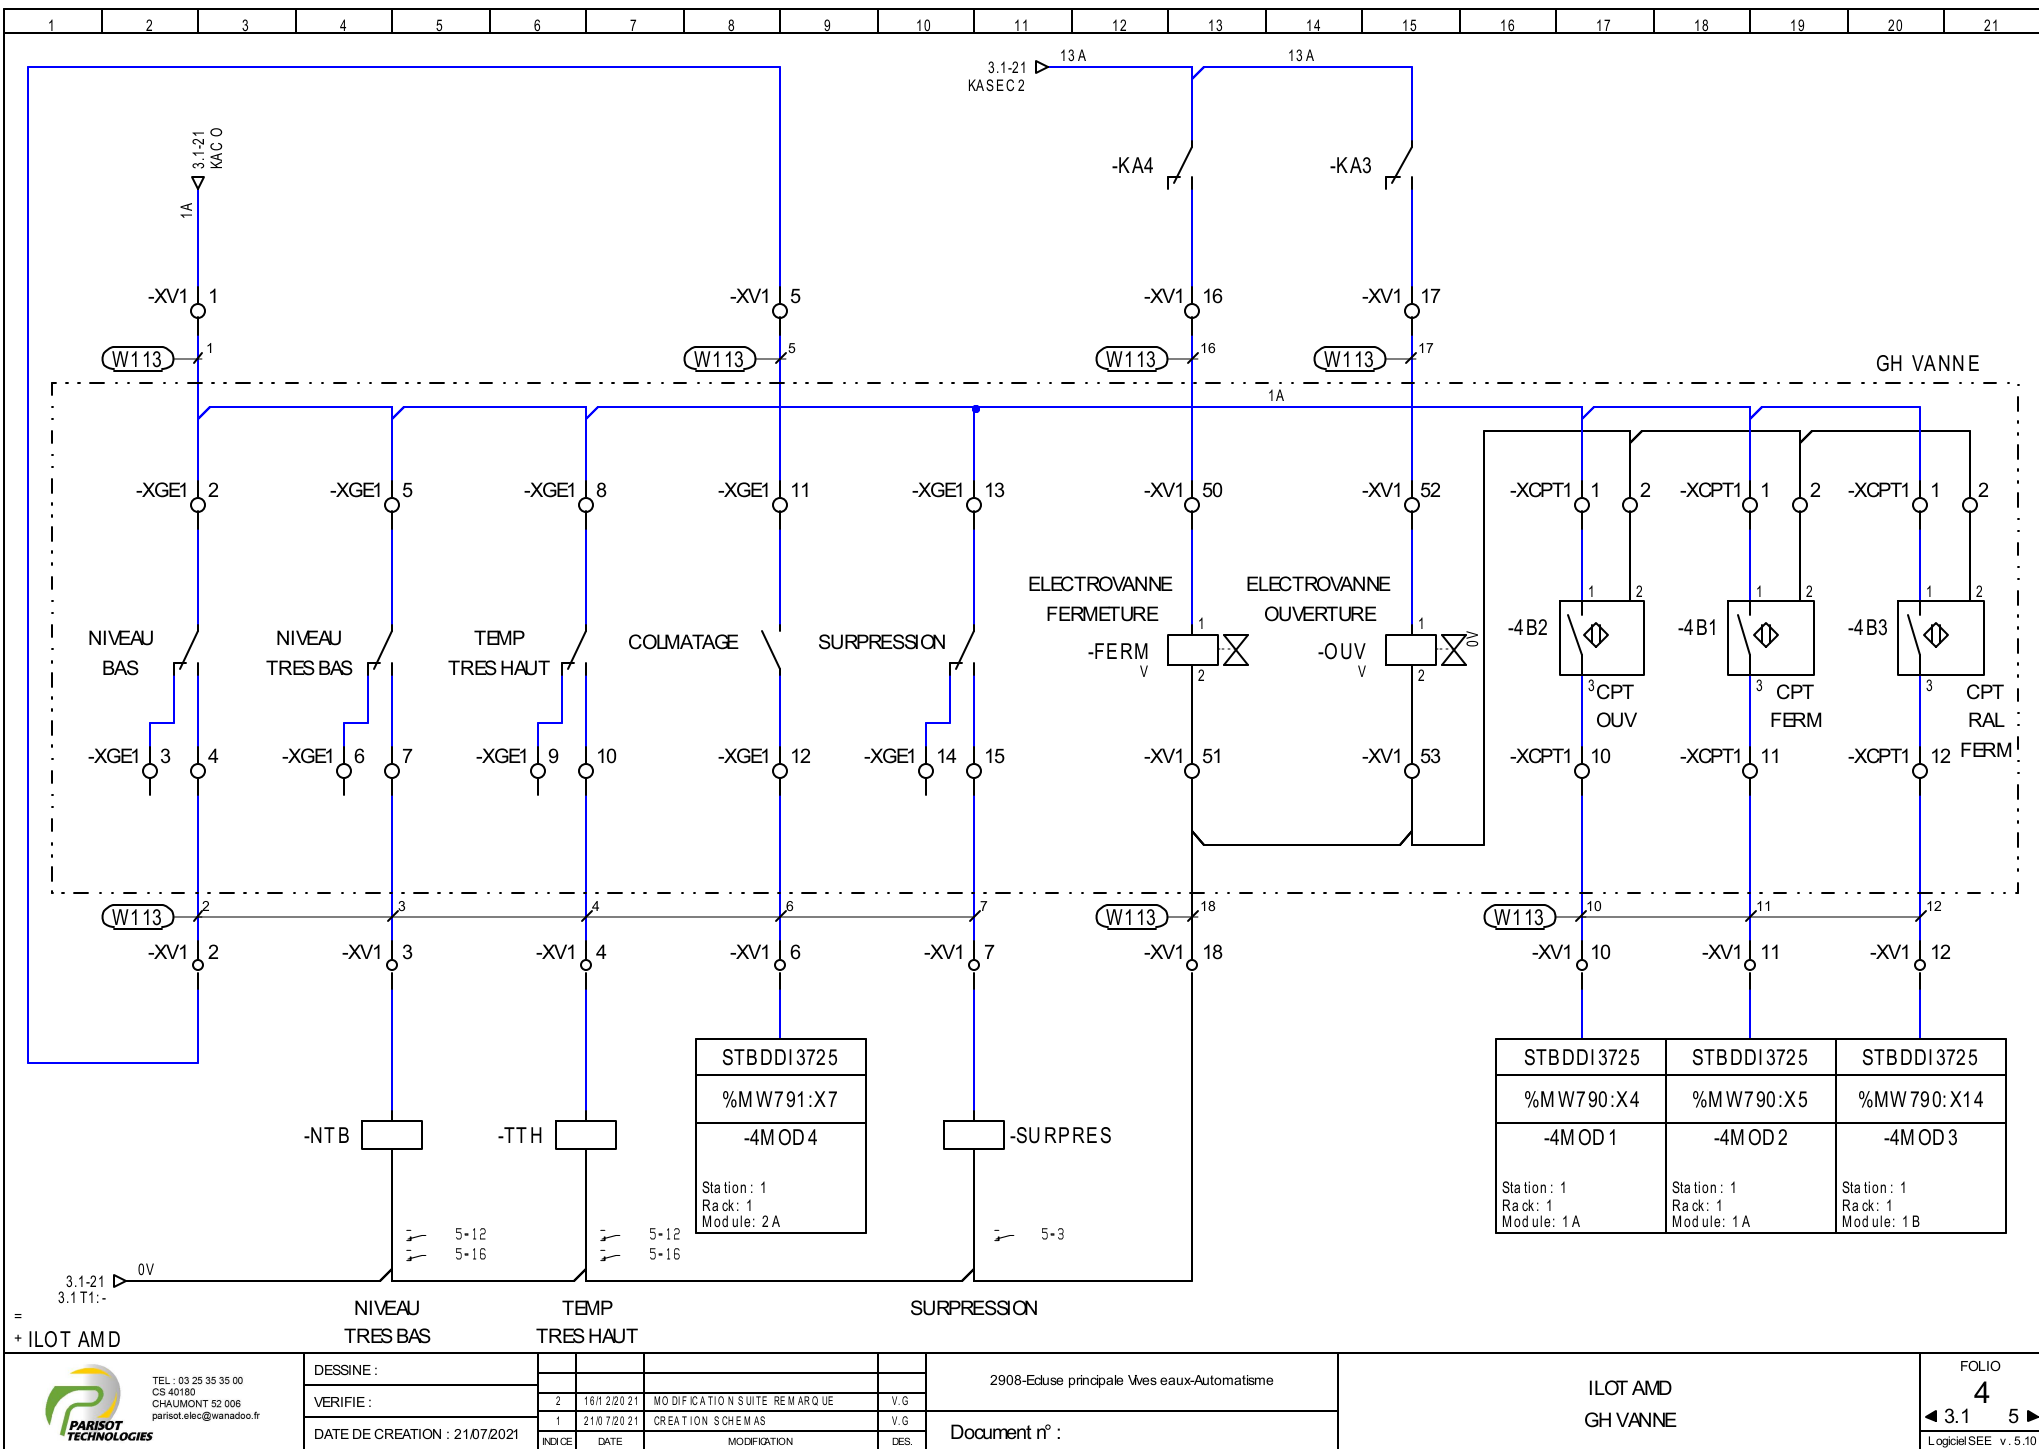 1 2 3 4 5 6 7 8 9 10 11 12 13 14 15 16 17 18 19 20 21
3.1-21
KASEC2
13A
13A
3.1-21
KACO
1A
-KA4
-KA3
-XV1 1
-XV1 5
-XV1 16
-XV1 17
W113 1
W113 5
W113 16
W113 17
GH VANNE
1A
-XGE1 2
-XGE1 5
-XGE1 8
-XGE1 11
-XGE1 13
-XV1 50
-XV1 52
-XCPT1 1 2
-XCPT1 1 2
-XCPT1 1 2
NIVEAU
BAS
NIVEAU
TRES BAS
TEMP
TRES HAUT
COLMATAGE
SURPRESSION
ELECTROVANNE
FERMETURE
-FERM
V
1
2
ELECTROVANNE
OUVERTURE
-OUV
V
1
2
0V
-4B2
1 2
3
CPT
OUV
-4B1
1 2
3
CPT
FERM
-4B3
1 2
3
CPT
RAL
FERM
-XGE1 3 4
-XGE1 6 7
-XGE1 9 10
-XGE1 12
-XGE1 14 15
-XV1 51
-XV1 53
-XCPT1 10
-XCPT1 11
-XCPT1 12
W113 2 3 4 6 7
W113 18
W113 10 11 12
-XV1 2
-XV1 3
-XV1 4
-XV1 6
-XV1 7
-XV1 18
-XV1 10
-XV1 11
-XV1 12
STBDDI3725
%MW791:X7
-4MOD4
Station: 1
Rack: 1
Module: 2A
STBDDI3725
%MW790:X4
-4MOD1
Station: 1
Rack: 1
Module: 1A
STBDDI3725
%MW790:X5
-4MOD2
Station: 1
Rack: 1
Module: 1A
STBDDI3725
%MW790:X14
-4MOD3
Station: 1
Rack: 1
Module: 1B
-NTB
-TTH
-SURPRES
5-12
5-16
5-12
5-16
5-3
3.1-21
3.1T1:-
0V
NIVEAU
TRES BAS
TEMP
TRES HAUT
SURPRESSION
=
+ ILOT AMD
PARISOT
TECHNOLOGIES
TEL : 03 25 35 35 00
CS 40180
CHAUMONT 52 006
parisot.elec@wanadoo.fr
DESSINE :
VERIFIE :
DATE DE CREATION : 21/07/2021
2 16/12/2021 MODIFICATION SUITE REMARQUE V.G
1 21/07/2021 CREATION SCHEMAS V.G
INDICE DATE MODIFICATION DES.
2908-Ecluse principale Vives eaux-Automatisme
Document n° :
ILOT AMD
GH VANNE
FOLIO
4
3.1 5
Logiciel SEE v.5.10